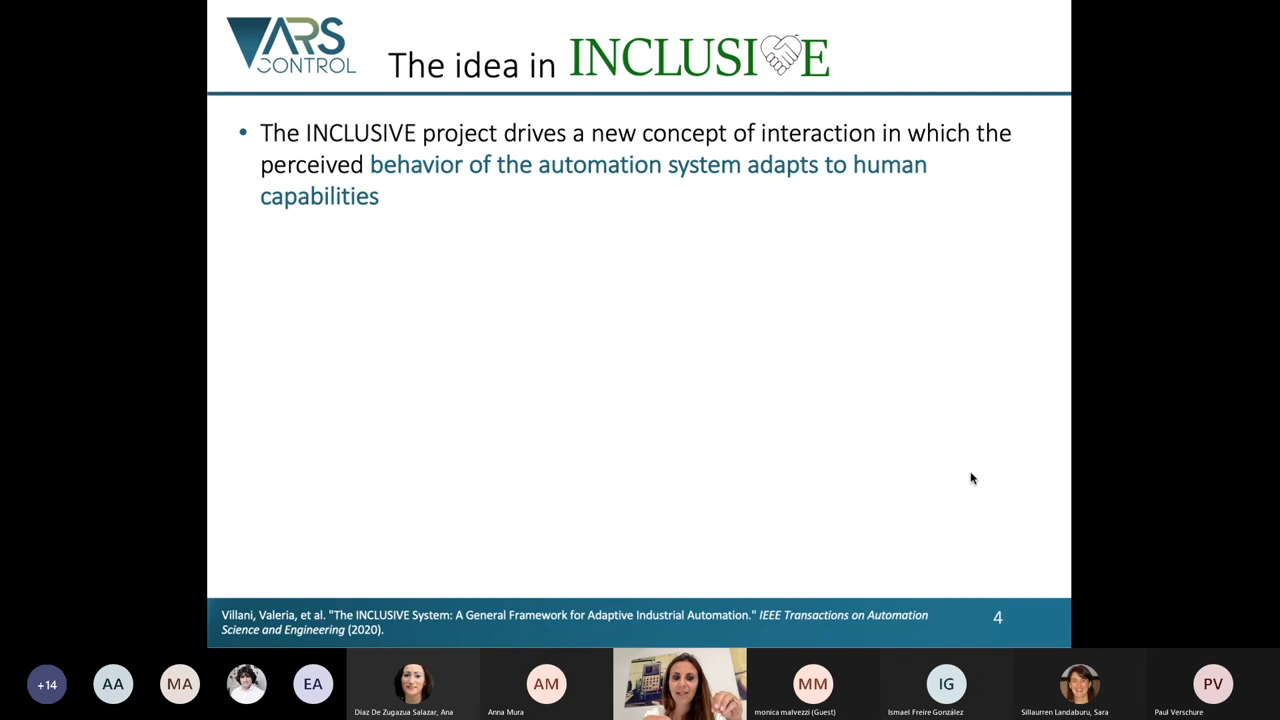 ARS
CONTROL
The idea in INCLUSIVE
• The INCLUSIVE project drives a new concept of interaction in which the
perceived behavior of the automation system adapts to human
capabilities
Villani, Valeria, et al. "The INCLUSIVE System: A General Framework for Adaptive Industrial Automation." IEEE Transactions on Automation
Science and Engineering (2020).
4
+14
AA
MA
EA
AM
MM
IG
PV
Diaz De Zugazua Salazar, Ana
Anna Mura
monica malvezzi (Guest)
Ismael Freire González
Sillaurren Landaburu, Sara
Paul Verschure